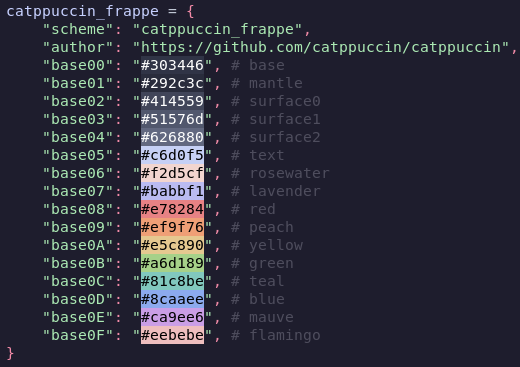 catppuccin_frappe = {
    "scheme": "catppuccin_frappe",
    "author": "https://github.com/catppuccin/catppuccin",
    "base00": "#303446", # base
    "base01": "#292c3c", # mantle
    "base02": "#414559", # surface0
    "base03": "#51576d", # surface1
    "base04": "#626880", # surface2
    "base05": "#c6d0f5", # text
    "base06": "#f2d5cf", # rosewater
    "base07": "#babbf1", # lavender
    "base08": "#e78284", # red
    "base09": "#ef9f76", # peach
    "base0A": "#e5c890", # yellow
    "base0B": "#a6d189", # green
    "base0C": "#81c8be", # teal
    "base0D": "#8caaee", # blue
    "base0E": "#ca9ee6", # mauve
    "base0F": "#eebebe", # flamingo
}